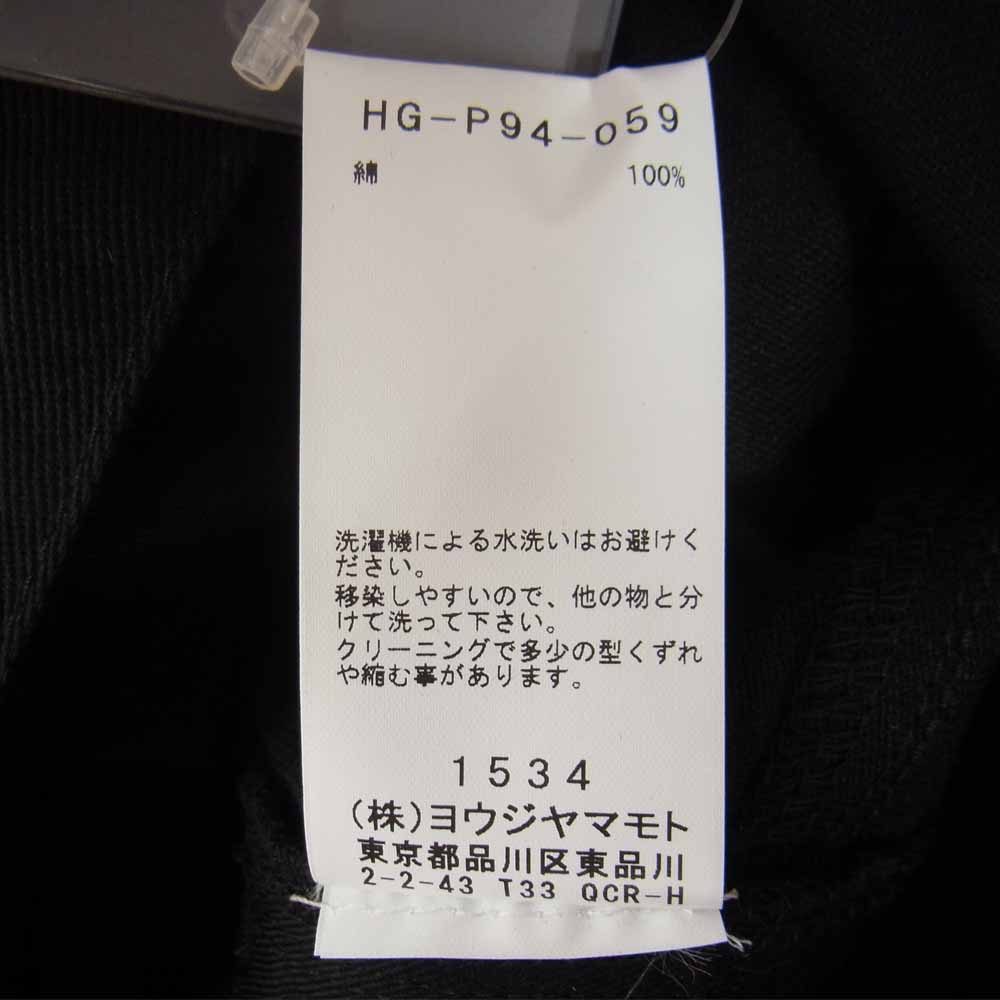 HG-P94-059
綿 100%
洗濯機による水洗いはお避けく
ださい。
移染しやすいので、他の物と分
けて洗って下さい。
クリーニングで多少の型くずれ
や縮む事があります。
1534
(株)ヨウジヤマモト
東京都品川区東品川
2-2-43 T33 QCR-H